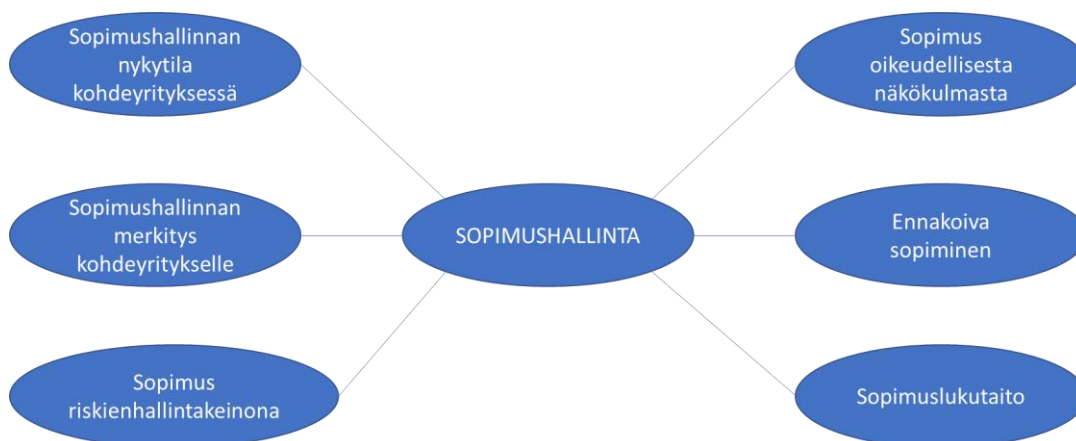 Sopimushallinnan
nykytila
kohdeyrityksessä
Sopimus
oikeudellisesta
näkökulmasta
Sopimushallinnan
merkitys
kohdeyritykselle
SOPIMUSHALLINTA
Ennakoiva
sopiminen
Sopimus
riskienhallintakeinona
Sopimuslukutaito